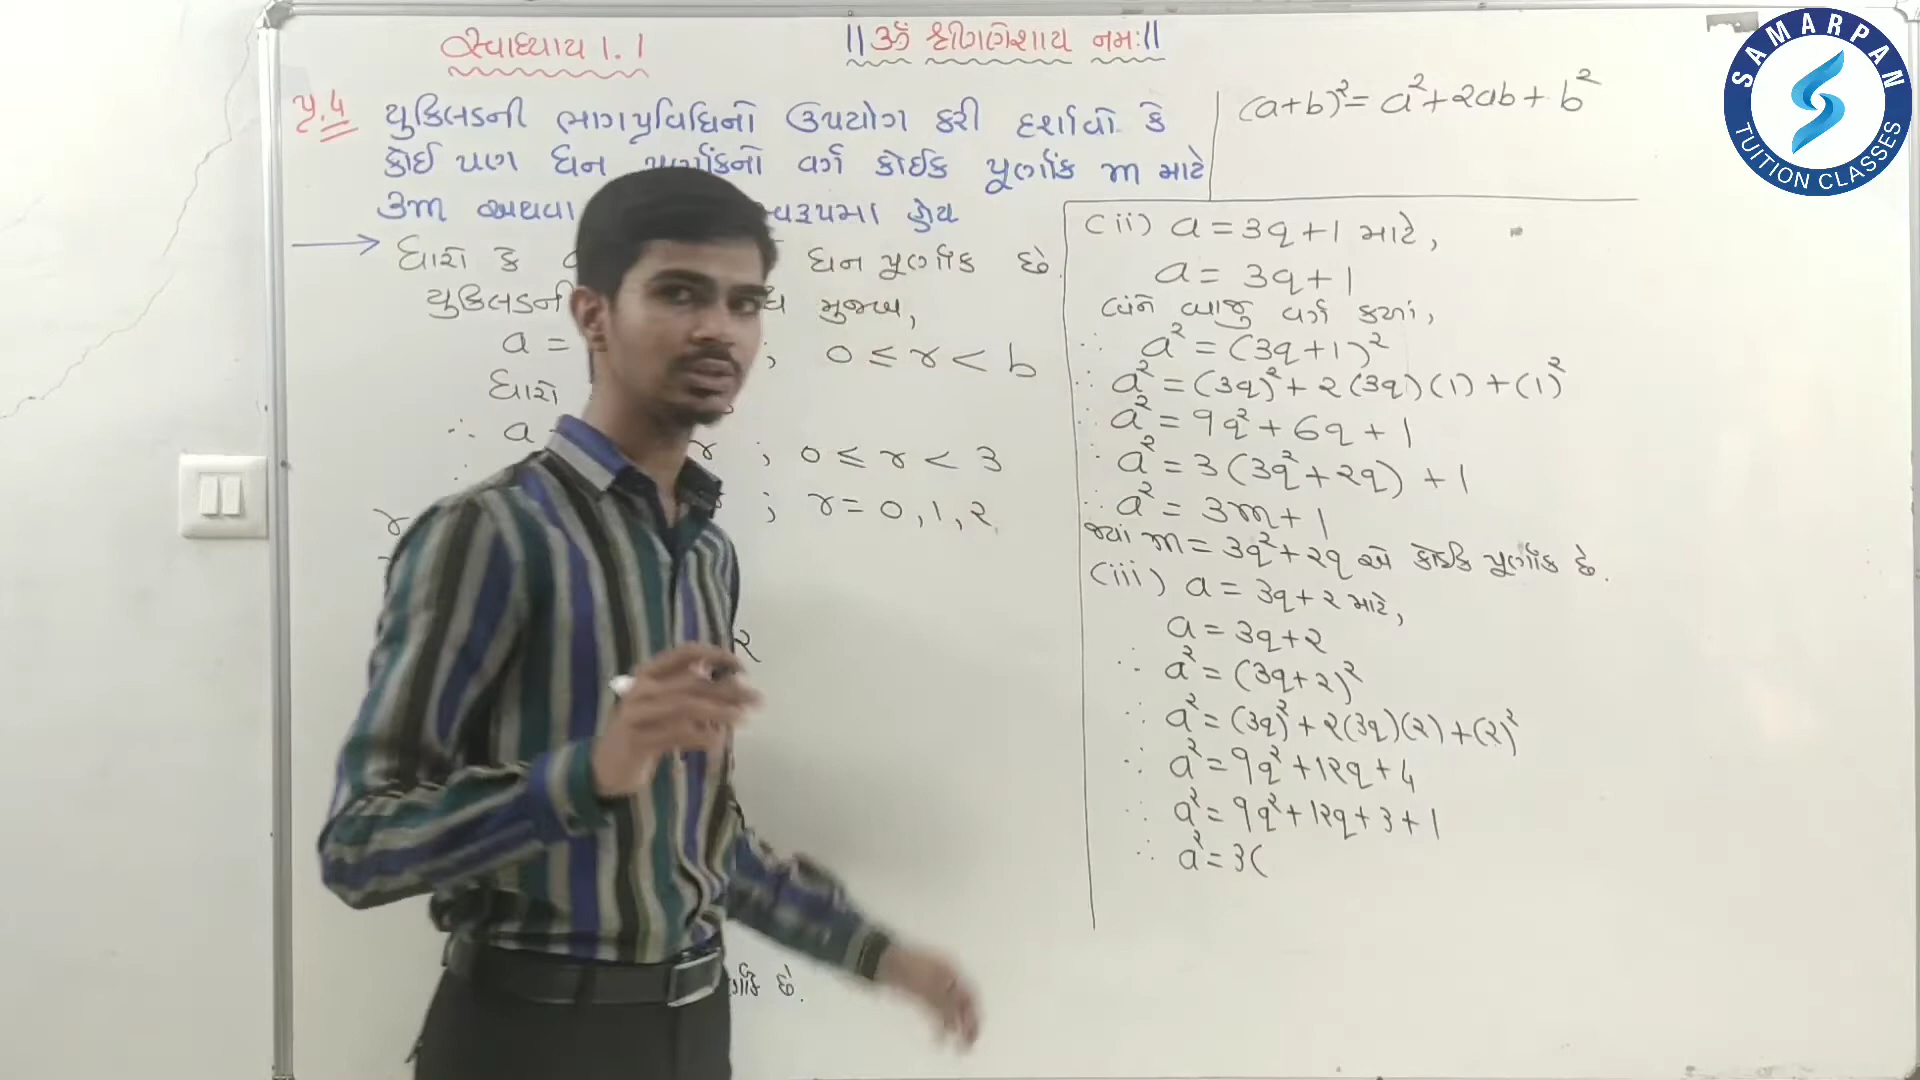 સ્વાધ્યાય 1.1
||ૐ શ્રીગણેશાય નમઃ||
પ્ર.4 યુક્લિડની ભાગપ્રવિધિનો ઉપયોગ કરી દર્શાવો કે
કોઈ પણ ધન પૂર્ણાંકનો વર્ગ કોઈક પૂર્ણાંક m માટે
3m અથવા સ્વરૂપમાં હોય
ધારો કે ધન પૂર્ણાંક છે.
યુક્લિડની મુજબ,
a = ; 0 ≤ r < b
ધારો
∴ a r ; 0 ≤ r < 3
; r = 0, 1, 2
r
2
છે.
(a+b)² = a² + 2ab + b²
(ii) a = 3q + 1 માટે,
a = 3q + 1
બંને બાજુ વર્ગ કરતાં,
∴ a² = (3q+1)²
∴ a² = (3q)² + 2(3q)(1) + (1)²
∴ a² = 9q² + 6q + 1
∴ a² = 3(3q² + 2q) + 1
∴ a² = 3m + 1
જ્યાં m = 3q² + 2q એ કોઈક પૂર્ણાંક છે.
(iii) a = 3q + 2 માટે,
a = 3q + 2
∴ a² = (3q+2)²
∴ a² = (3q)² + 2(3q)(2) + (2)²
∴ a² = 9q² + 12q + 4
∴ a² = 9q² + 12q + 3 + 1
∴ a² = 3(
SAMARPAN
TUITION CLASSES